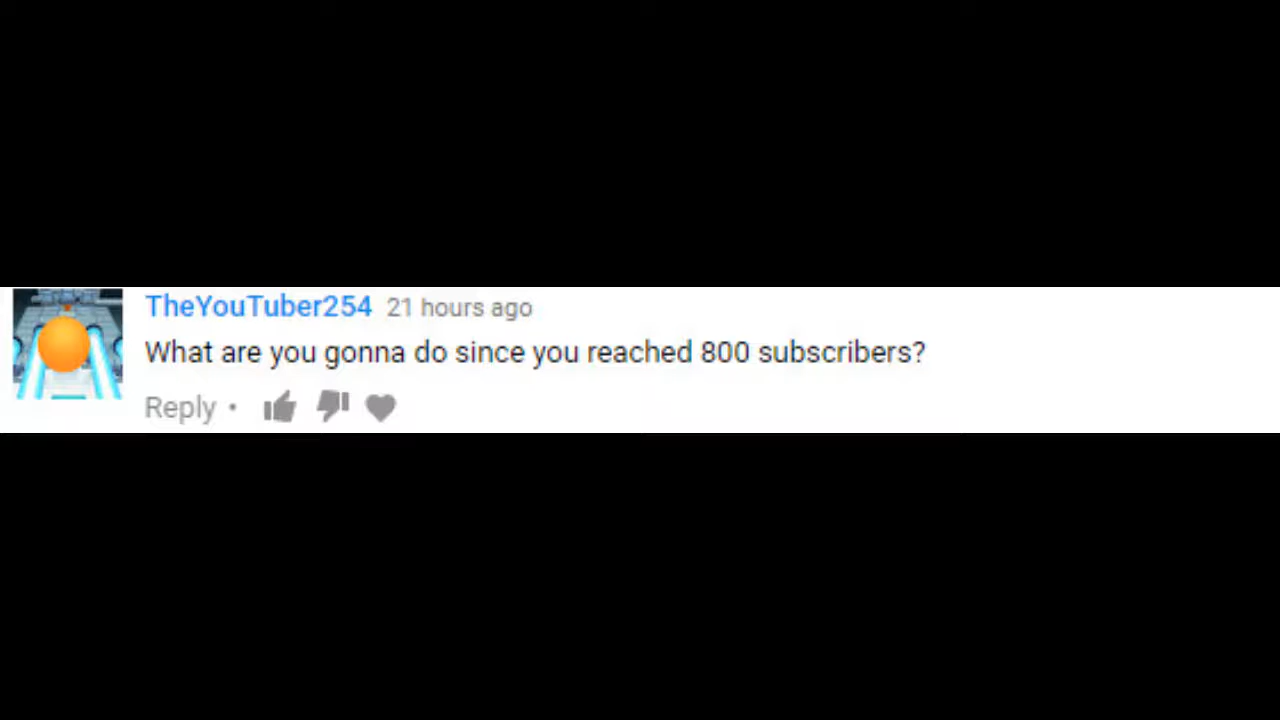 TheYouTuber254 21 hours ago
What are you gonna do since you reached 800 subscribers?
Reply •